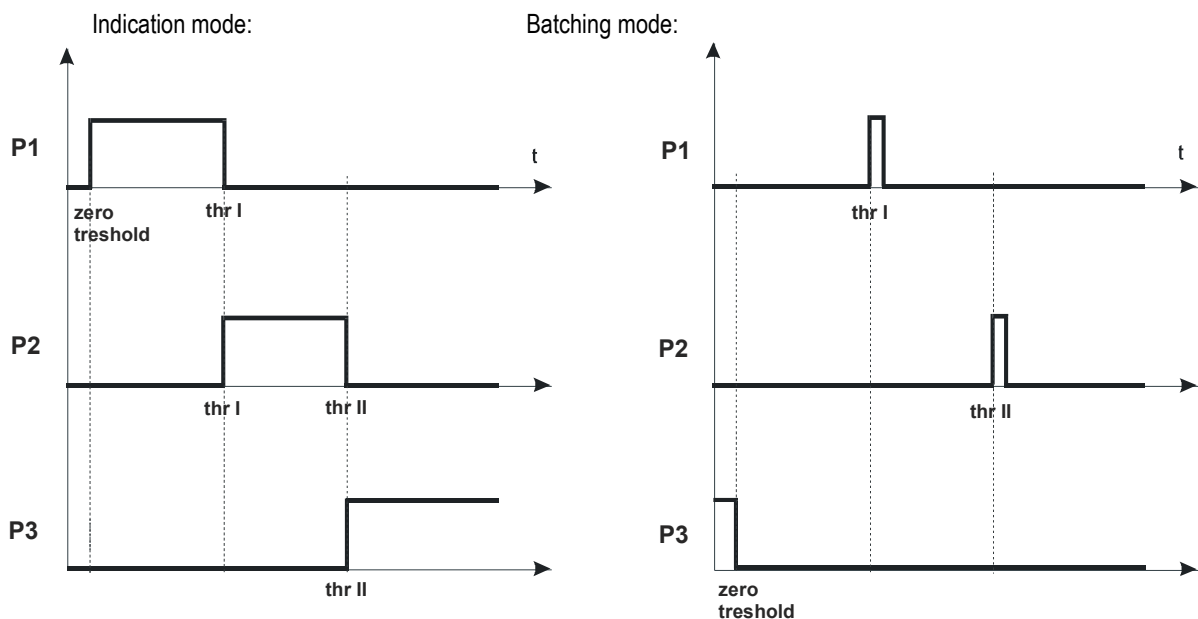 Indication mode:
P1
t
zero
treshold
thr I
P2
thr I
thr II
P3
thr II
Batching mode:
P1
t
thr I
P2
thr II
P3
zero
treshold